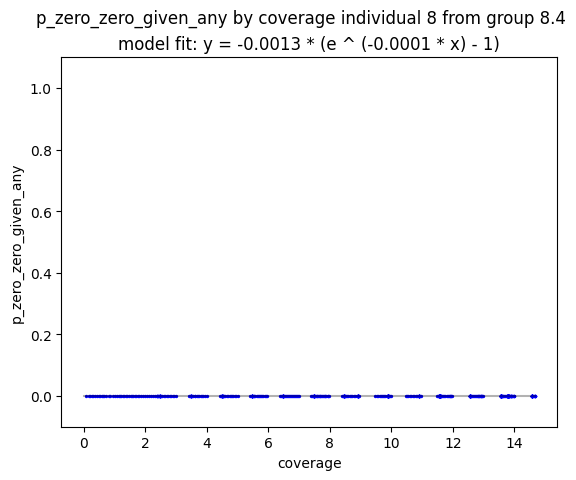 p_zero_zero_given_any by coverage individual 8 from group 8.4
model fit: y = -0.0013 * (e ^ (-0.0001 * x) - 1)
1.0
0.8
0.6
0.4
0.2
0.0
p_zero_zero_given_any
0 2 4 6 8 10 12 14
coverage